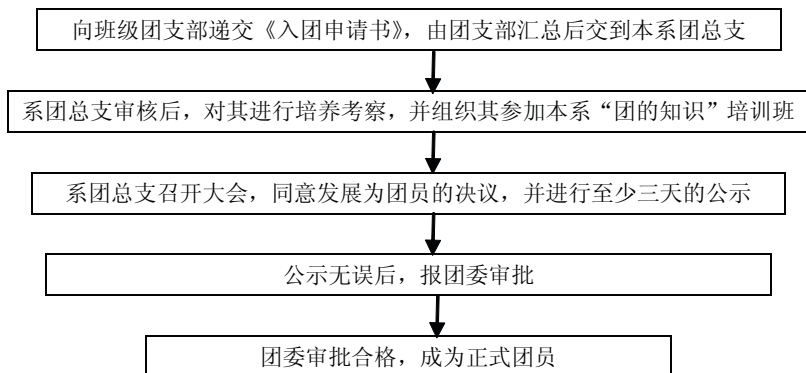 向班级团支部递交《入团申请书》，由团支部汇总后交到本系团总支
系团总支审核后，对其进行培养考察，并组织其参加本系“团的知识”培训班
系团总支召开大会，同意发展为团员的决议，并进行至少三天的公示
公示无误后，报团委审批
团委审批合格，成为正式团员